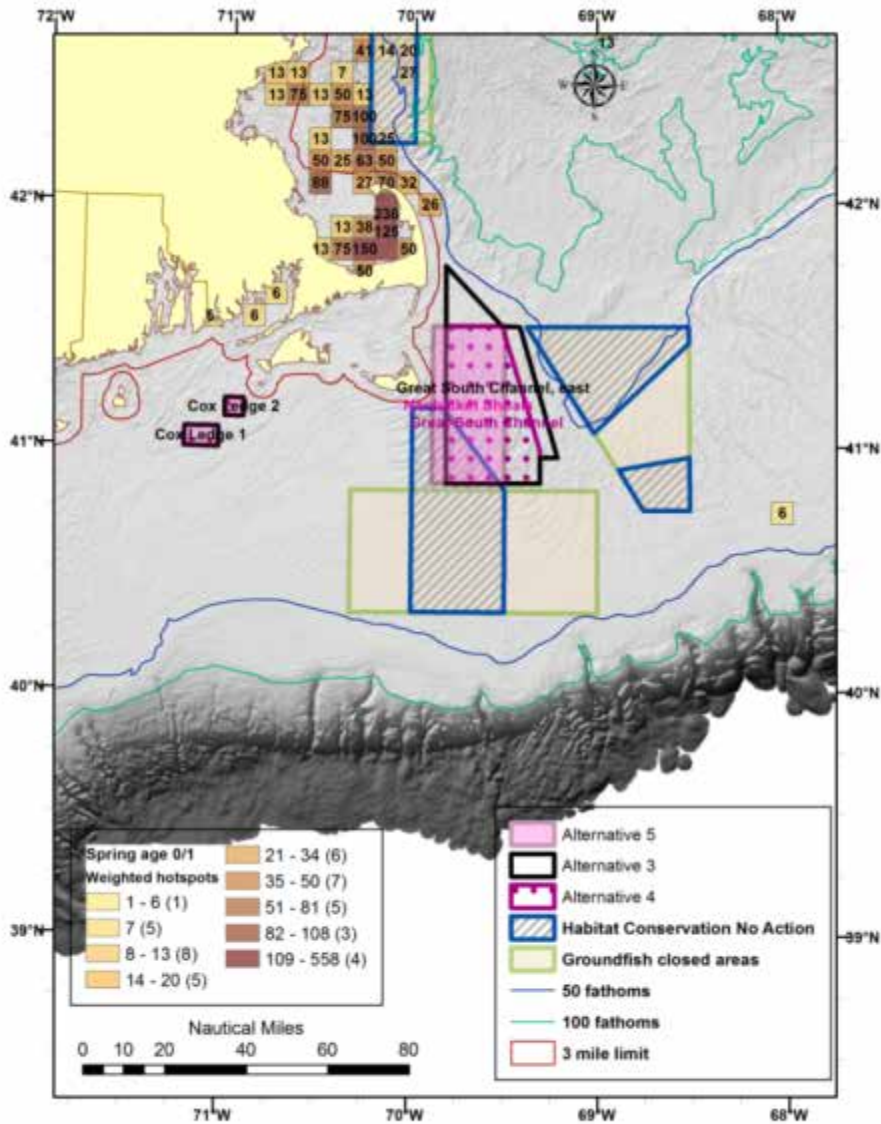 72°W 71°W 70°W 69°W 68°W
13
41 14 20
13 13 7 27
13 75 13 50 13
75 100
13 100 25
50 25 63 50
88 27 70 32
42°N 42°N
26
236
13 38 125
13 75 150 50
50
6
6
W E
S
Great South Channel, east
Cox Ledge 2
Great South Channel
41°N Cox Ledge 1 41°N
6
40°N 40°N
39°N 39°N
Spring age 0/1
Weighted hotspots
1 - 6 (1)
7 (5)
8 - 13 (8)
14 - 20 (5)
21 - 34 (6)
35 - 50 (7)
51 - 81 (5)
82 - 108 (3)
109 - 558 (4)
Nautical Miles
0 5 10 20 40 60 80
Alternative 5
Alternative 3
Alternative 4
Habitat Conservation No Action
Groundfish closed areas
50 fathoms
100 fathoms
3 mile limit
71°W 70°W 69°W 68°W